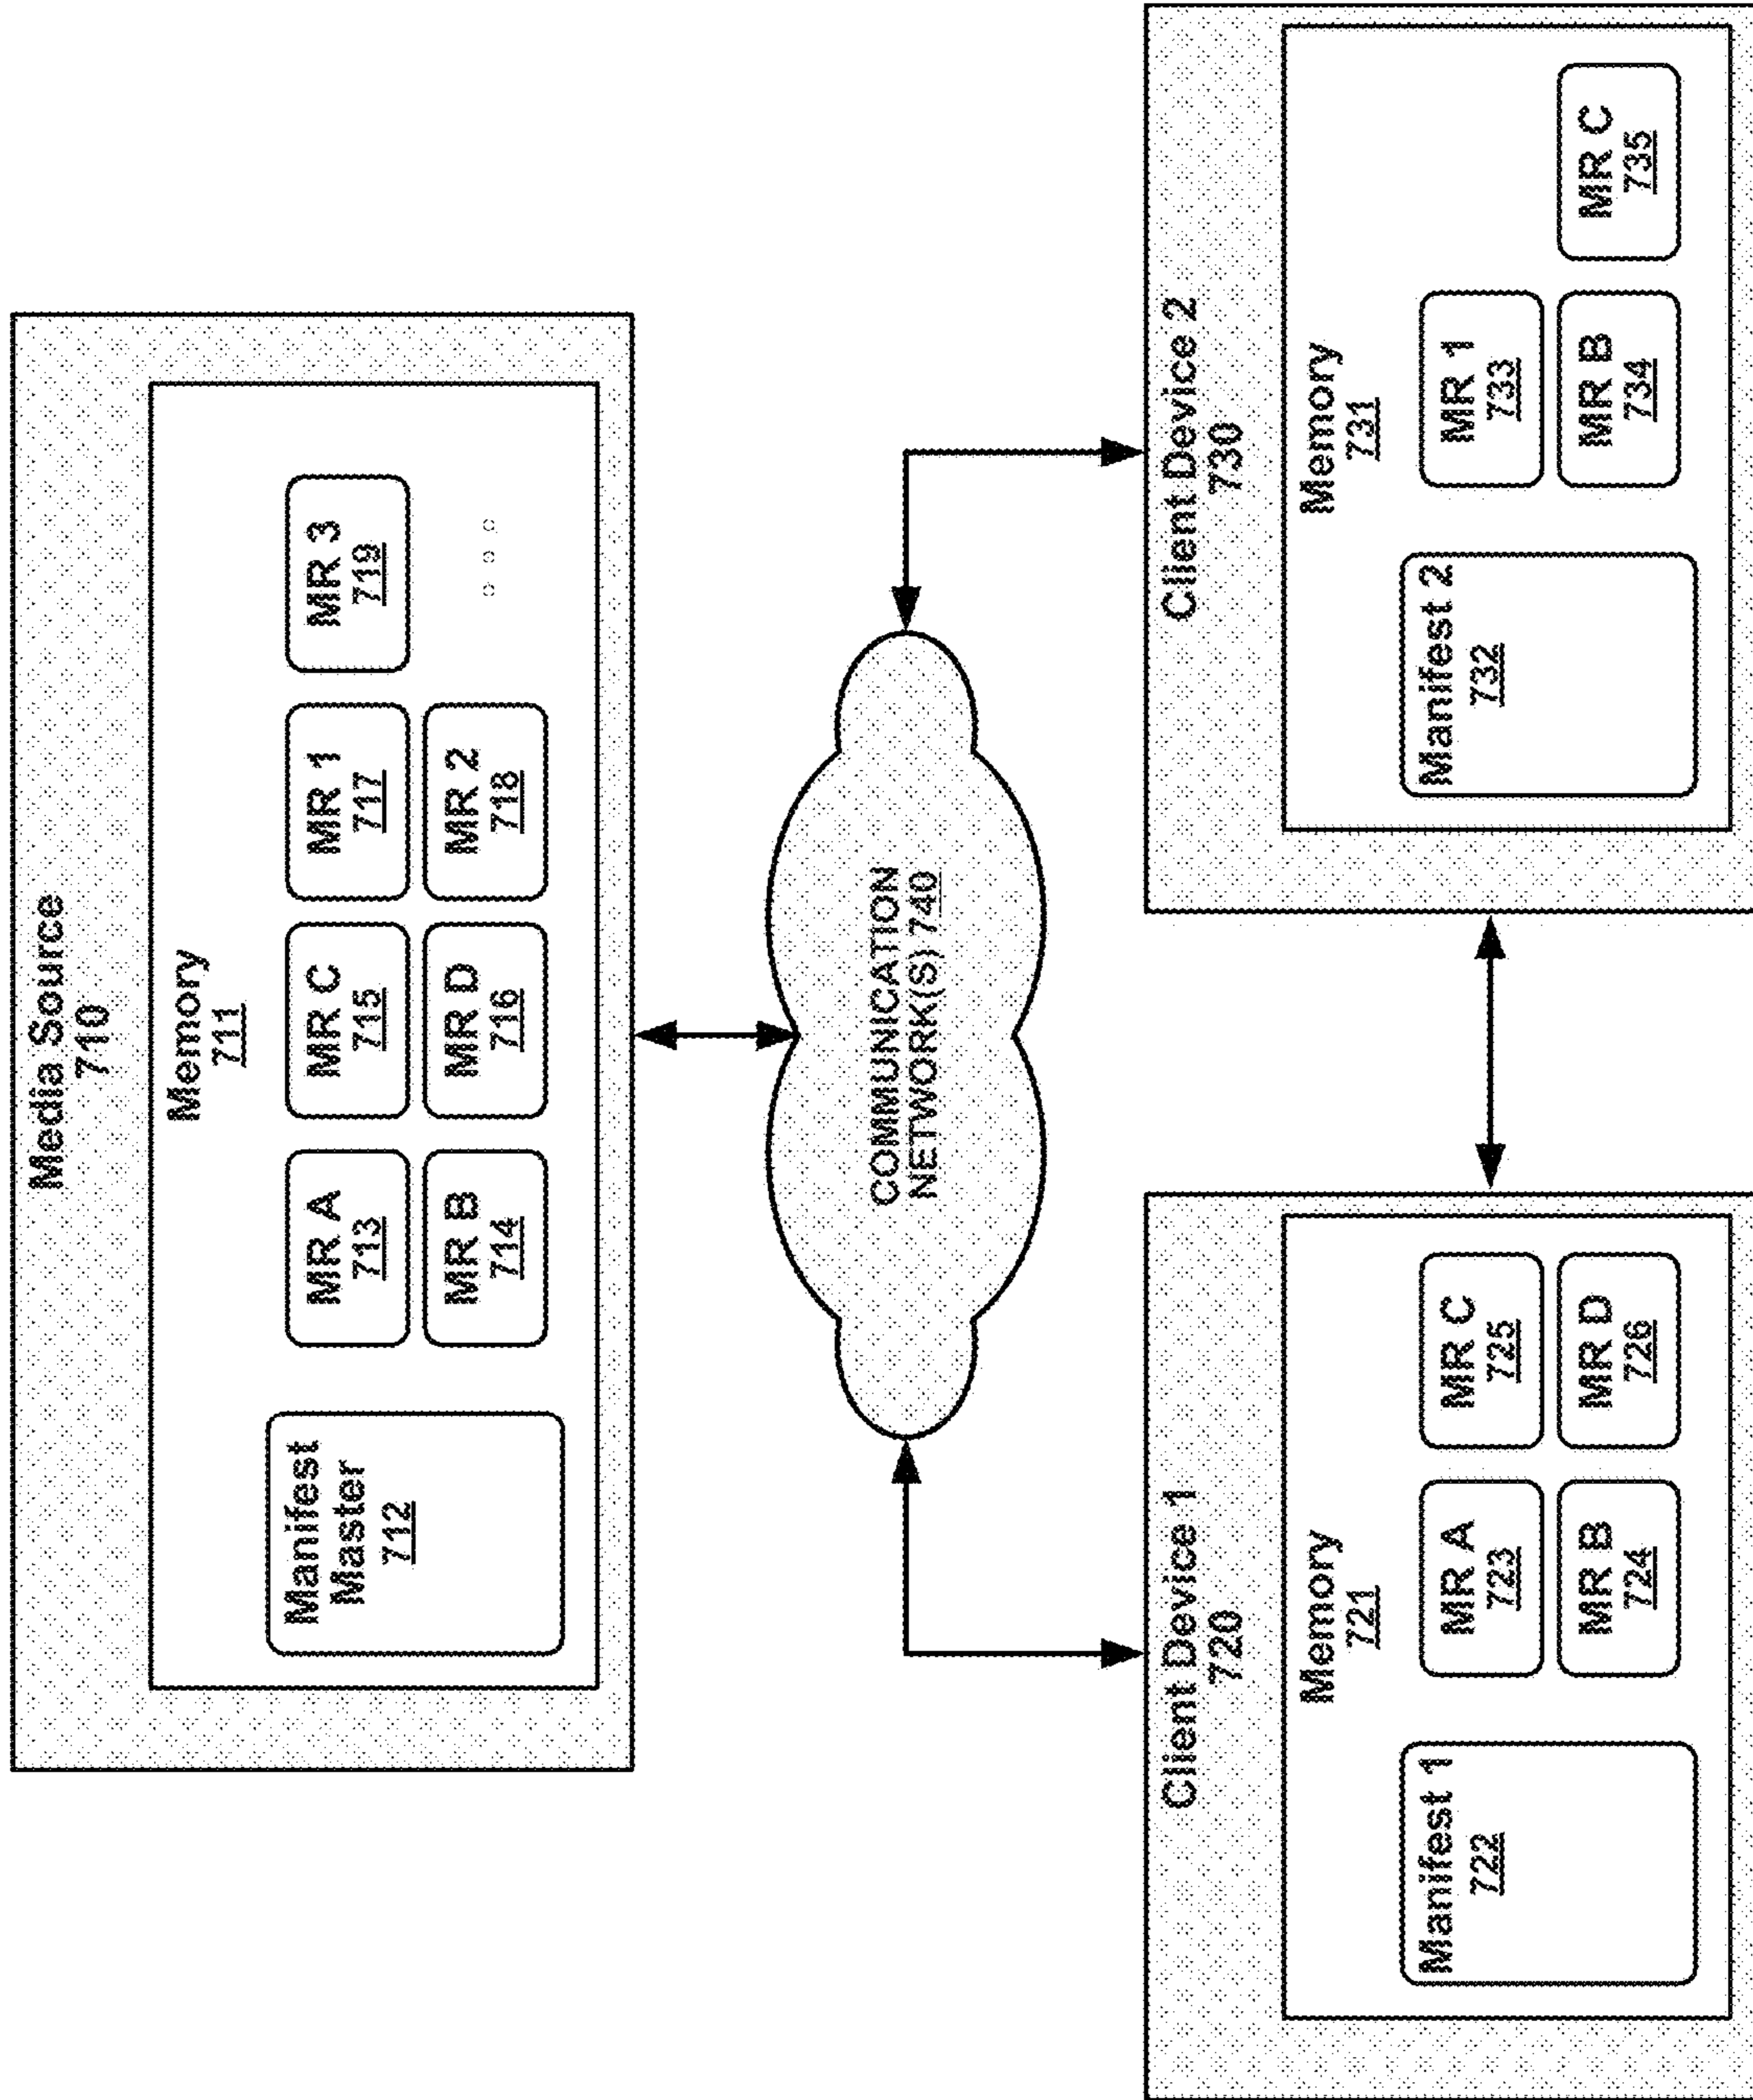 Media Source
710
Memory
711
Manifest
Master
712
MR A
713
MR B
714
MR C
715
MR D
716
MR 1
717
MR 2
718
MR 3
719
COMMUNICATION
NETWORK(S) 740
Client Device 1
720
Memory
721
Manifest 1
722
MR A
723
MR B
724
MR C
725
MR D
726
Client Device 2
730
Memory
731
Manifest 2
732
MR 1
733
MR B
734
MR C
735